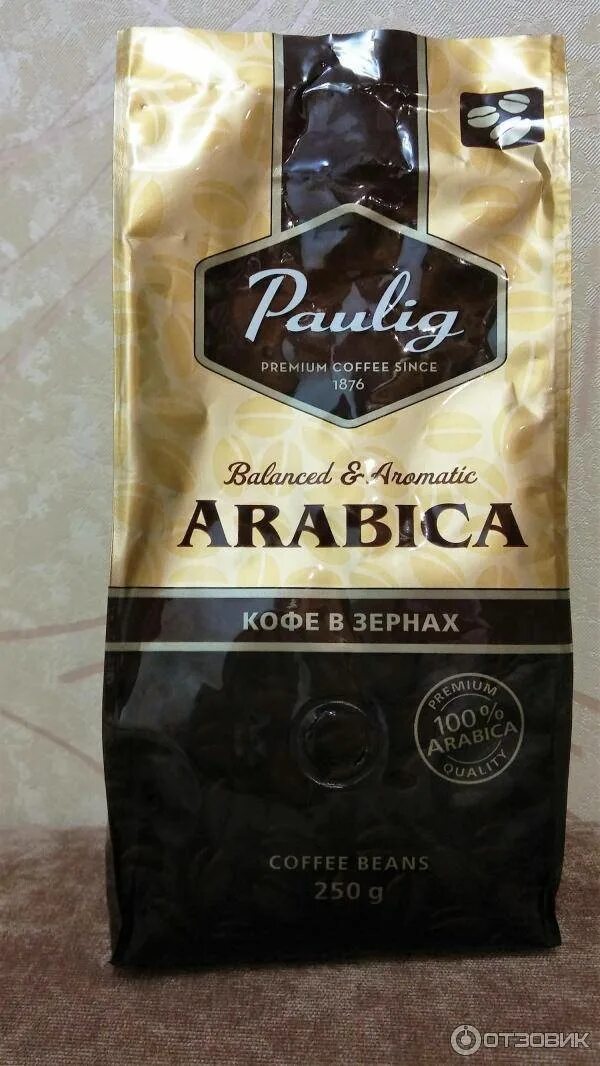 Paulig
PREMIUM COFFEE SINCE
1876
Balanced & Aromatic
ARABICA
КОФЕ В ЗЕРНАХ
PREMIUM
100%
ARABICA
QUALITY
COFFEE BEANS
250 g
ОТЗОВИК